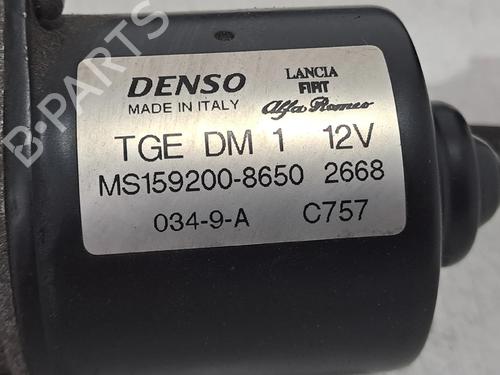 DENSO
MADE IN ITALY
LANCIA
FIAT
Alfa Romeo
TGE DM 1 12V
MS159200-8650 2668
034-9-A C757
B-PARTS